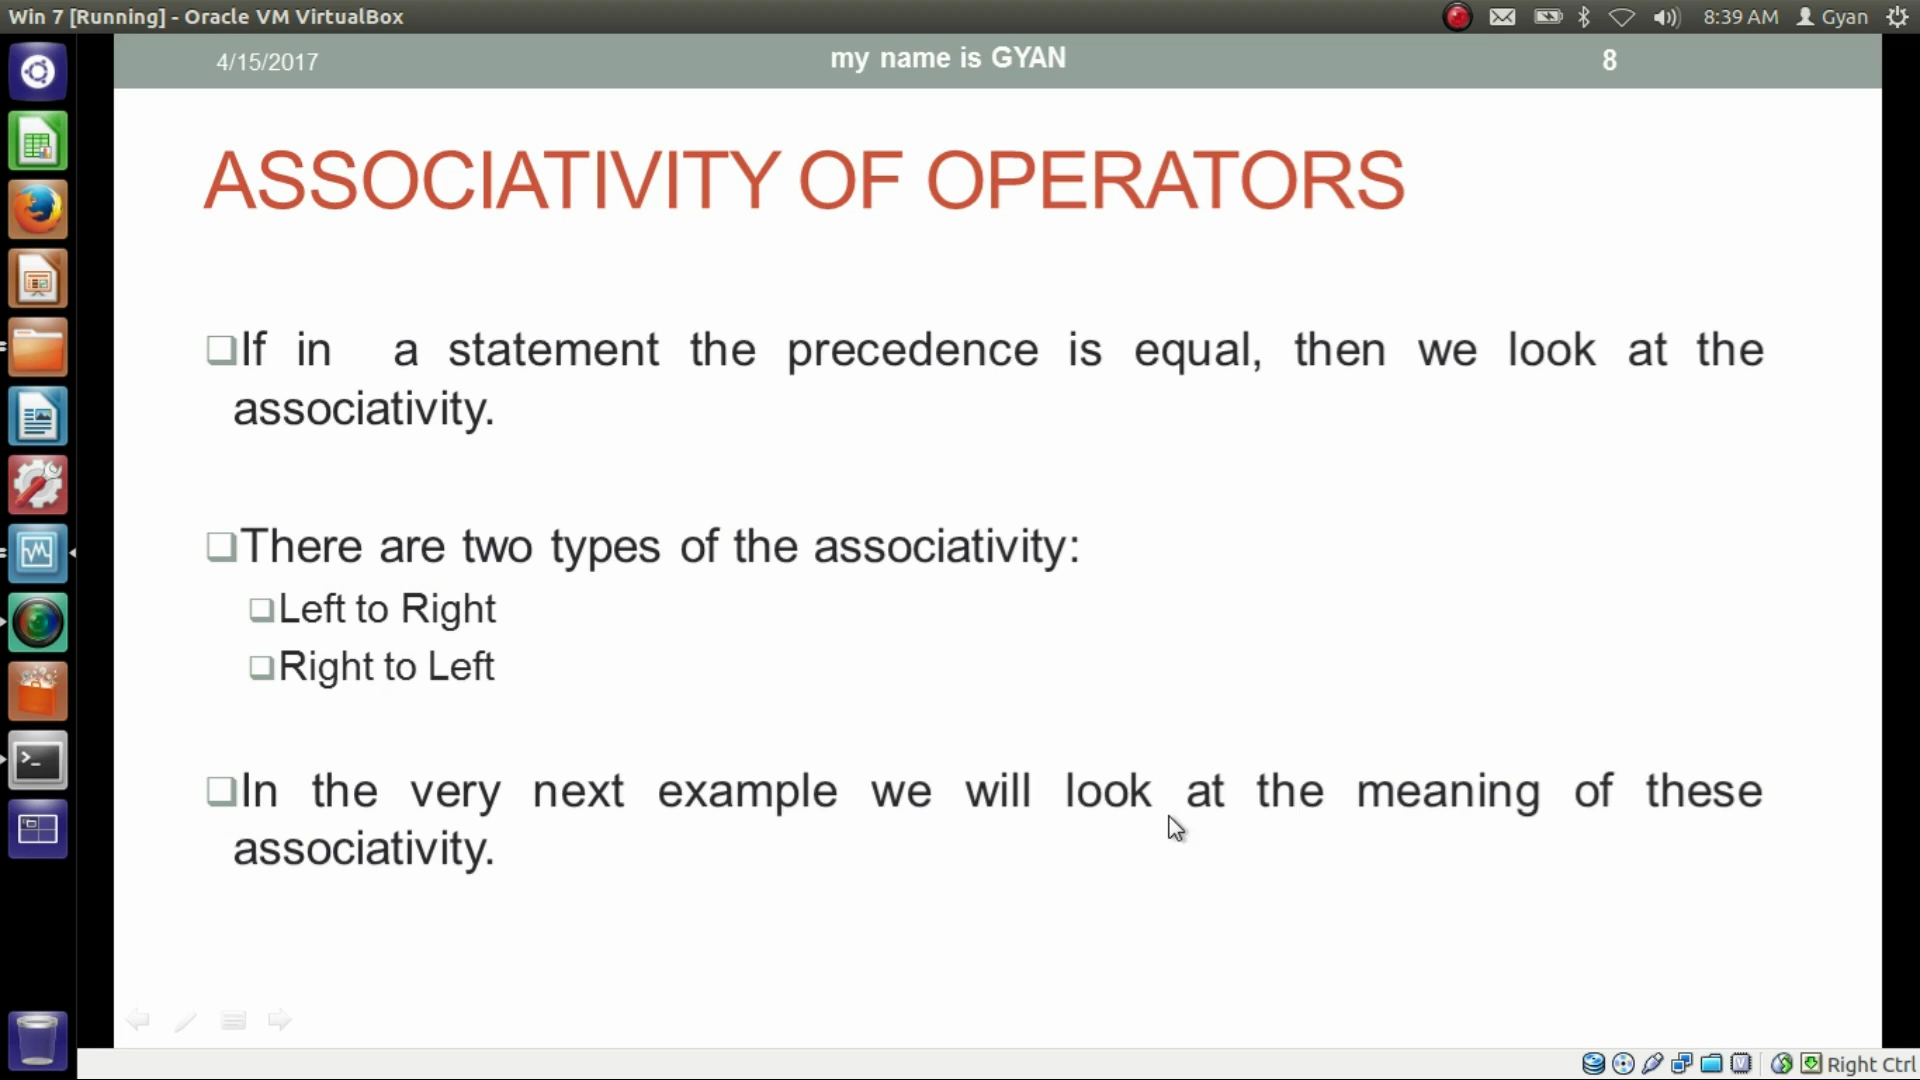 Win 7 [Running] - Oracle VM VirtualBox
8:39 AM Gyan
4/15/2017 my name is GYAN 8
ASSOCIATIVITY OF OPERATORS
If in a statement the precedence is equal, then we look at the
associativity.
There are two types of the associativity:
Left to Right
Right to Left
In the very next example we will look at the meaning of these
associativity.
Right Ctrl